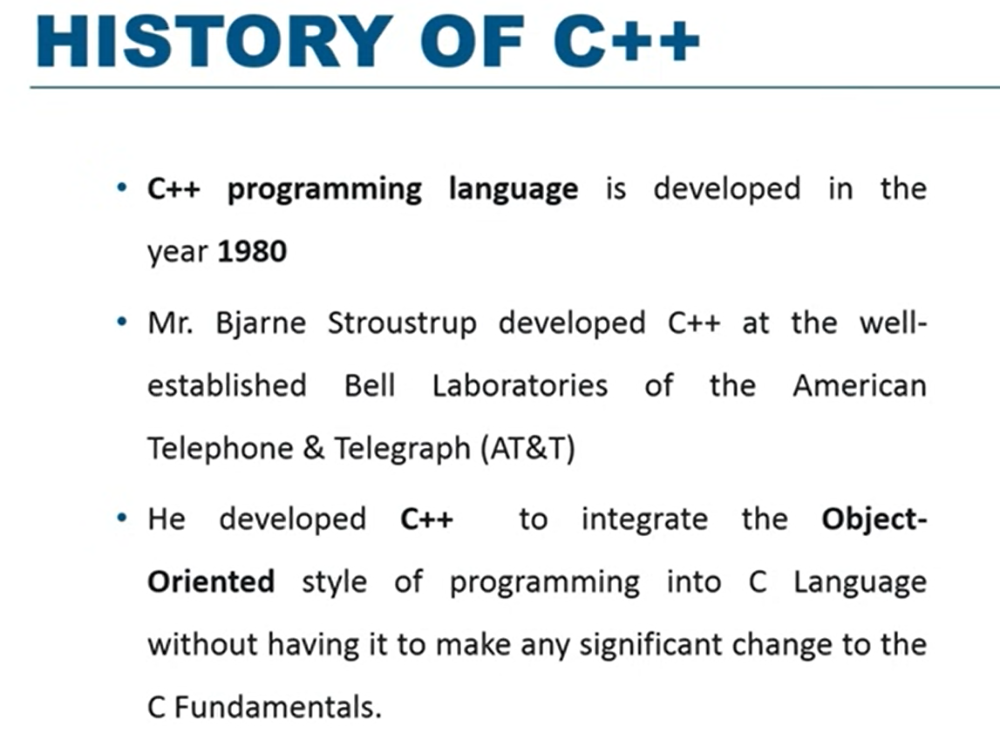 HISTORY OF C++
• C++ programming language is developed in the
year 1980
• Mr. Bjarne Stroustrup developed C++ at the well-
established Bell Laboratories of the American
Telephone & Telegraph (AT&T)
• He developed C++ to integrate the Object-
Oriented style of programming into C Language
without having it to make any significant change to the
C Fundamentals.